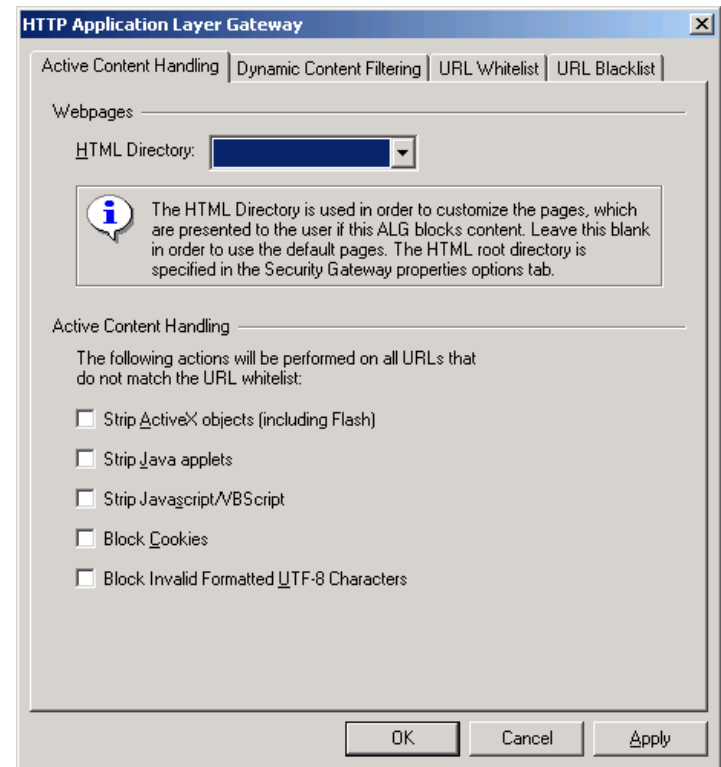 HTTP Application Layer Gateway
Active Content Handling
Dynamic Content Filtering
URL Whitelist
URL Blacklist
Webpages
HTML Directory:
The HTML Directory is used in order to customize the pages, which
are presented to the user if this ALG blocks content. Leave this blank
in order to use the default pages. The HTML root directory is
specified in the Security Gateway properties options tab.
Active Content Handling
The following actions will be performed on all URLs that
do not match the URL whitelist:
Strip ActiveX objects (including Flash)
Strip Java applets
Strip Javascript/VBScript
Block Cookies
Block Invalid Formatted UTF-8 Characters
OK
Cancel
Apply